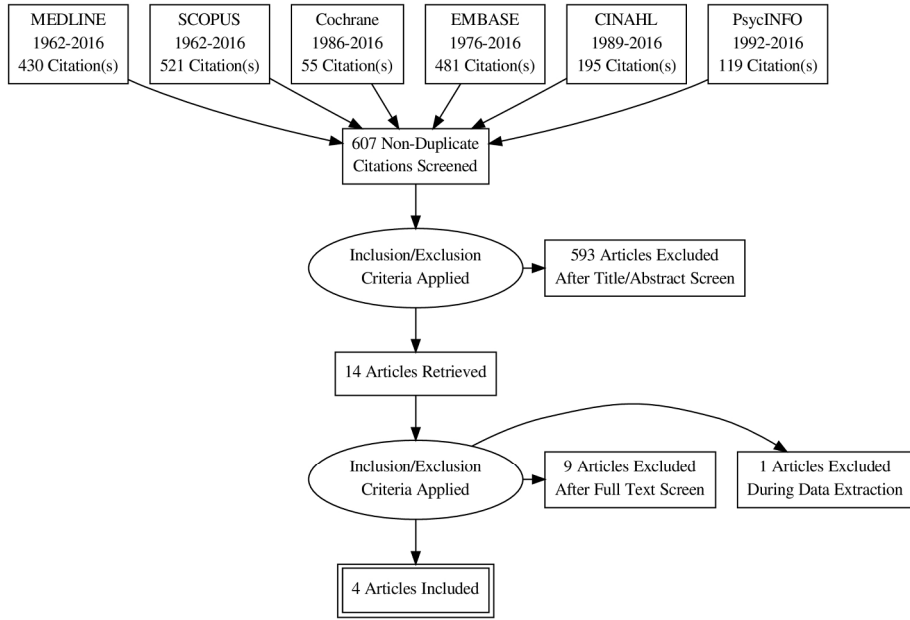 MEDLINE
1962-2016
430 Citation(s)
SCOPUS
1962-2016
521 Citation(s)
Cochrane
1986-2016
55 Citation(s)
EMBASE
1976-2016
481 Citation(s)
CINAHL
1989-2016
195 Citation(s)
PsycINFO
1992-2016
119 Citation(s)
607 Non-Duplicate
Citations Screened
Inclusion/Exclusion
Criteria Applied
593 Articles Excluded
After Title/Abstract Screen
14 Articles Retrieved
Inclusion/Exclusion
Criteria Applied
9 Articles Excluded
After Full Text Screen
1 Articles Excluded
During Data Extraction
4 Articles Included